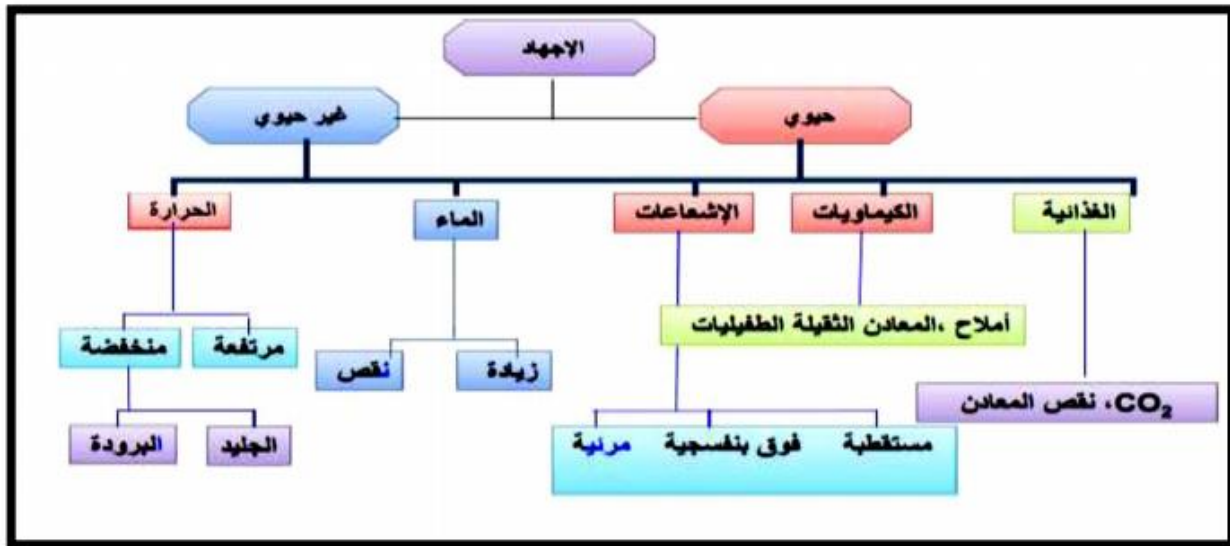 الإجهاد
حيوي
غير حيوي
الغذائية
الكيماويات
الإشعاعات
الماء
الحرارة
أملاح ،المعادن الثقيلة الطفيليات
مرتفعة
منخفضة
زيادة
نقص
CO₂، نقص المعادن
مستقطبة
فوق بنفسجية
مرئية
الجليد
البرودة